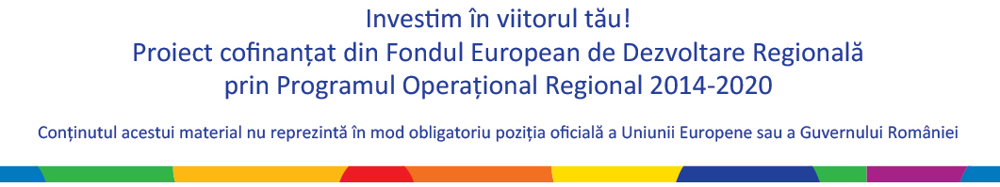 Investim în viitorul tău!
Proiect cofinanțat din Fondul European de Dezvoltare Regională
prin Programul Operațional Regional 2014-2020
Conținutul acestui material nu reprezintă în mod obligatoriu poziția oficială a Uniunii Europene sau a Guvernului României